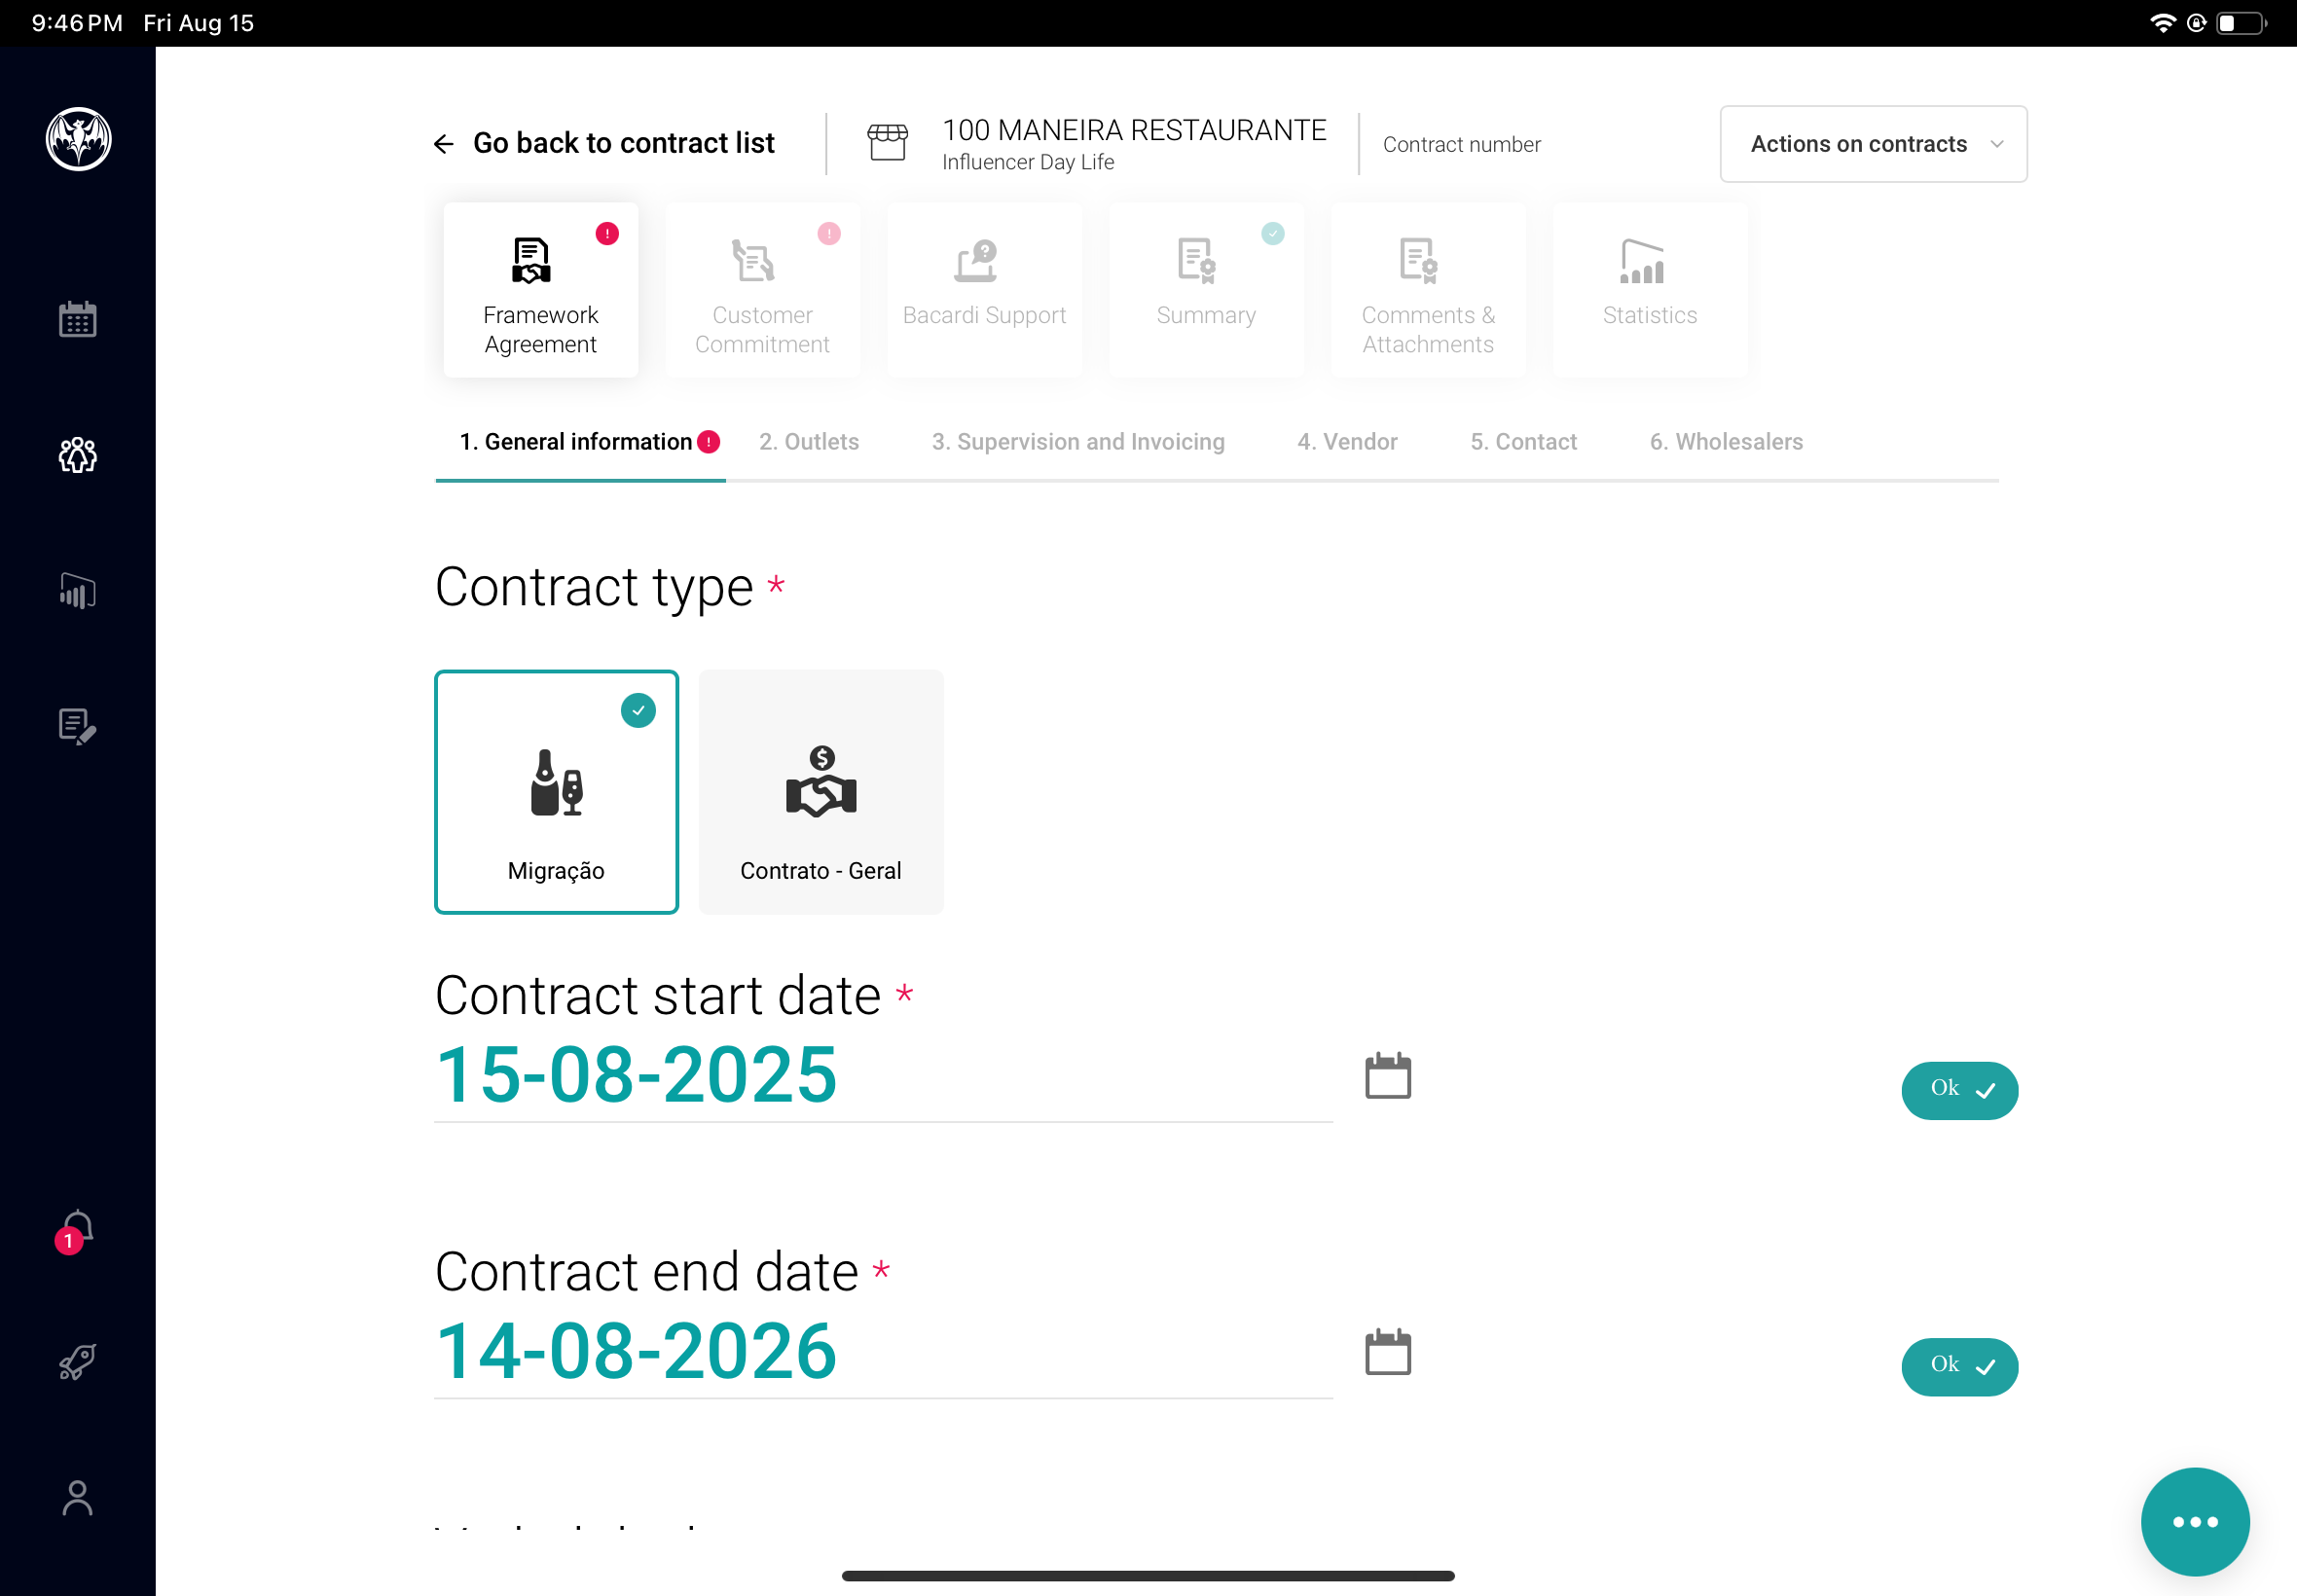 9:46 PM Fri Aug 15
Go back to contract list
100 MANEIRA RESTAURANTE
Influencer Day Life
Contract number
Actions on contracts
Framework
Agreement
!
Customer
Commitment
!
Bacardi Support
?
Summary
Comments &
Attachments
Statistics
1. General information !
2. Outlets
3. Supervision and Invoicing
4. Vendor
5. Contact
6. Wholesalers
Contract type *
Migração
$
Contrato - Geral
Contract start date *
15-08-2025
Ok
Contract end date *
14-08-2026
Ok
1